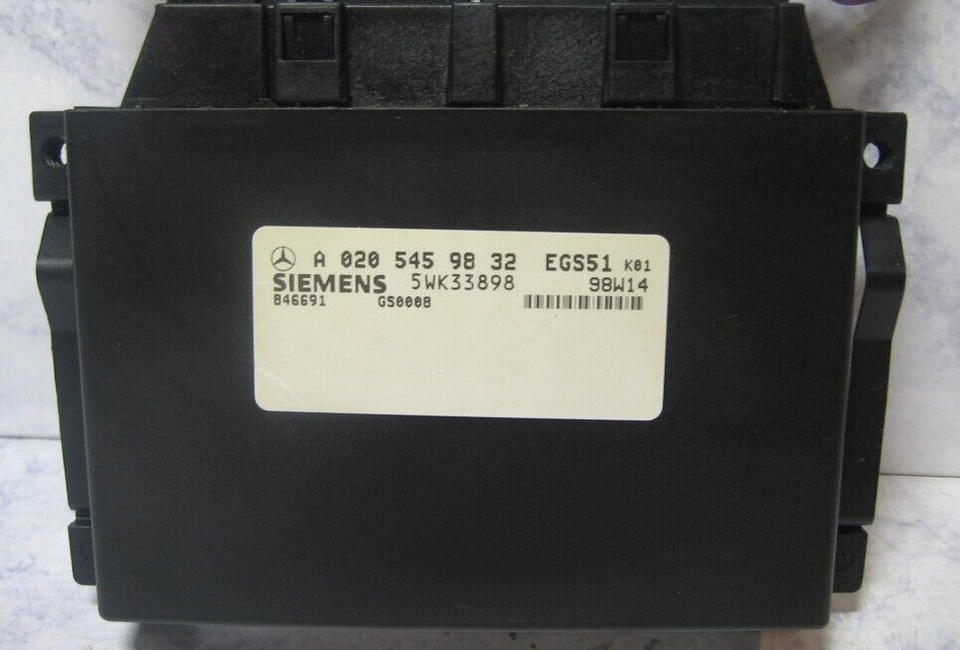 A 020 545 98 32 EGS51 K01
SIEMENS 5WK33898 98W14
846691 GS0008